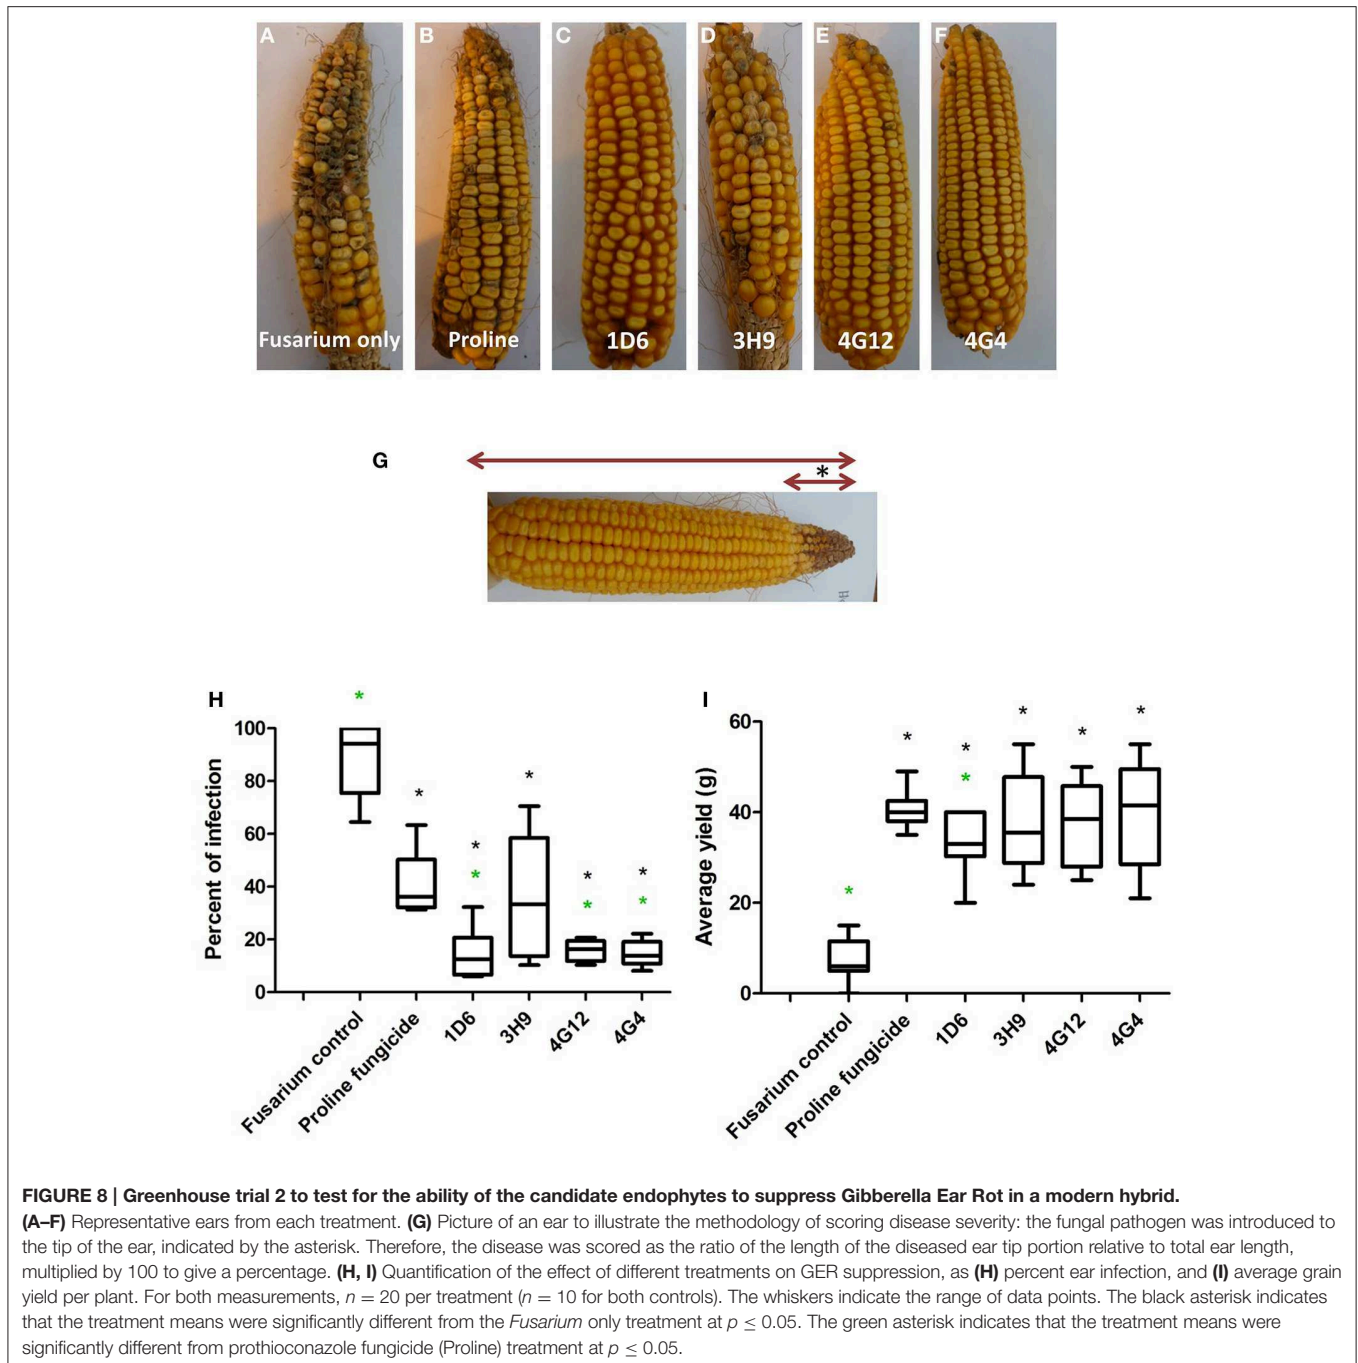 A B C D E F
Fusarium only Proline 1D6 3H9 4G12 4G4
G
*
H
*
*
*
*
*
*
*
*
*
100
80
60
40
20
0
Percent of infection
Fusarium control
Proline fungicide
1D6
3H9
4G12
4G4
I
*
*
*
*
*
*
*
60
40
20
0
Average yield (g)
Fusarium control
Proline fungicide
1D6
3H9
4G12
4G4
FIGURE 8 | Greenhouse trial 2 to test for the ability of the candidate endophytes to suppress Gibberella Ear Rot in a modern hybrid.
(A–F) Representative ears from each treatment. (G) Picture of an ear to illustrate the methodology of scoring disease severity: the fungal pathogen was introduced to
the tip of the ear, indicated by the asterisk. Therefore, the disease was scored as the ratio of the length of the diseased ear tip portion relative to total ear length,
multiplied by 100 to give a percentage. (H, I) Quantification of the effect of different treatments on GER suppression, as (H) percent ear infection, and (I) average grain
yield per plant. For both measurements, n = 20 per treatment (n = 10 for both controls). The whiskers indicate the range of data points. The black asterisk indicates
that the treatment means were significantly different from the Fusarium only treatment at p ≤ 0.05. The green asterisk indicates that the treatment means were
significantly different from prothioconazole fungicide (Proline) treatment at p ≤ 0.05.